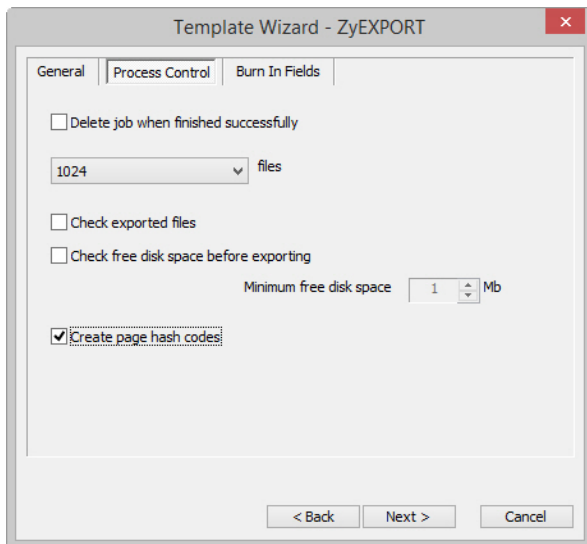 Template Wizard - ZyEXPORT
General Process Control Burn In Fields
Delete job when finished successfully
1024 files
Check exported files
Check free disk space before exporting
Minimum free disk space 1 Mb
Create page hash codes
< Back Next > Cancel